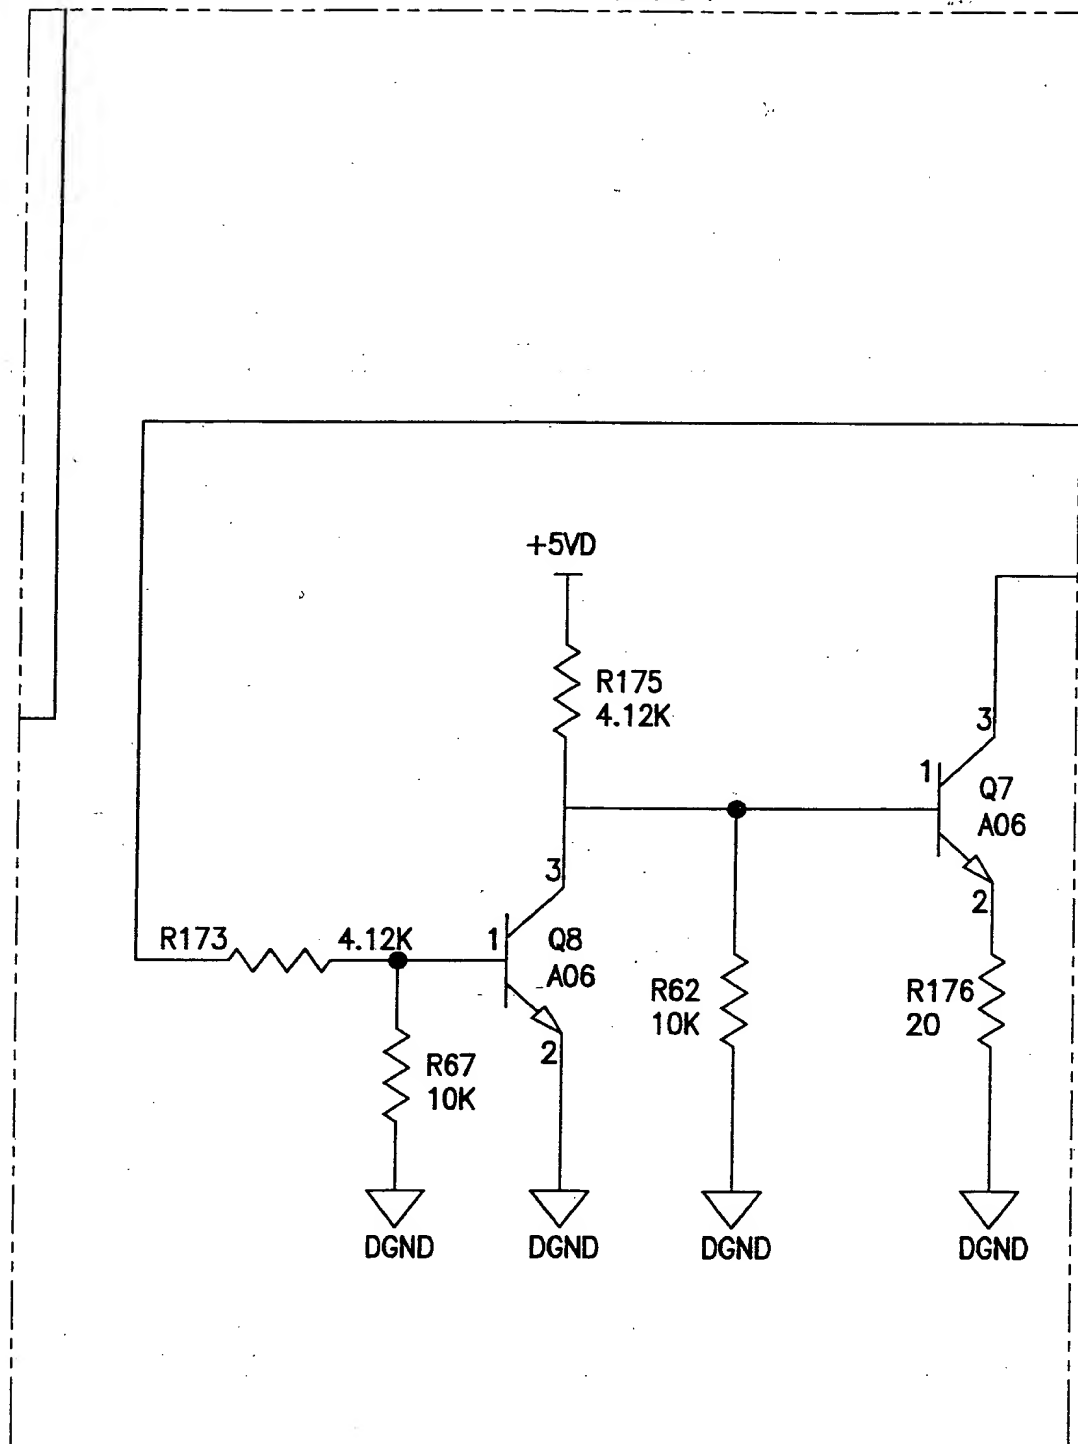 +5VD
R175
4.12K
3
1
Q7
A06
2
3
R173
4.12K
1
Q8
A06
2
R62
10K
R176
20
R67
10K
DGND
DGND
DGND
DGND